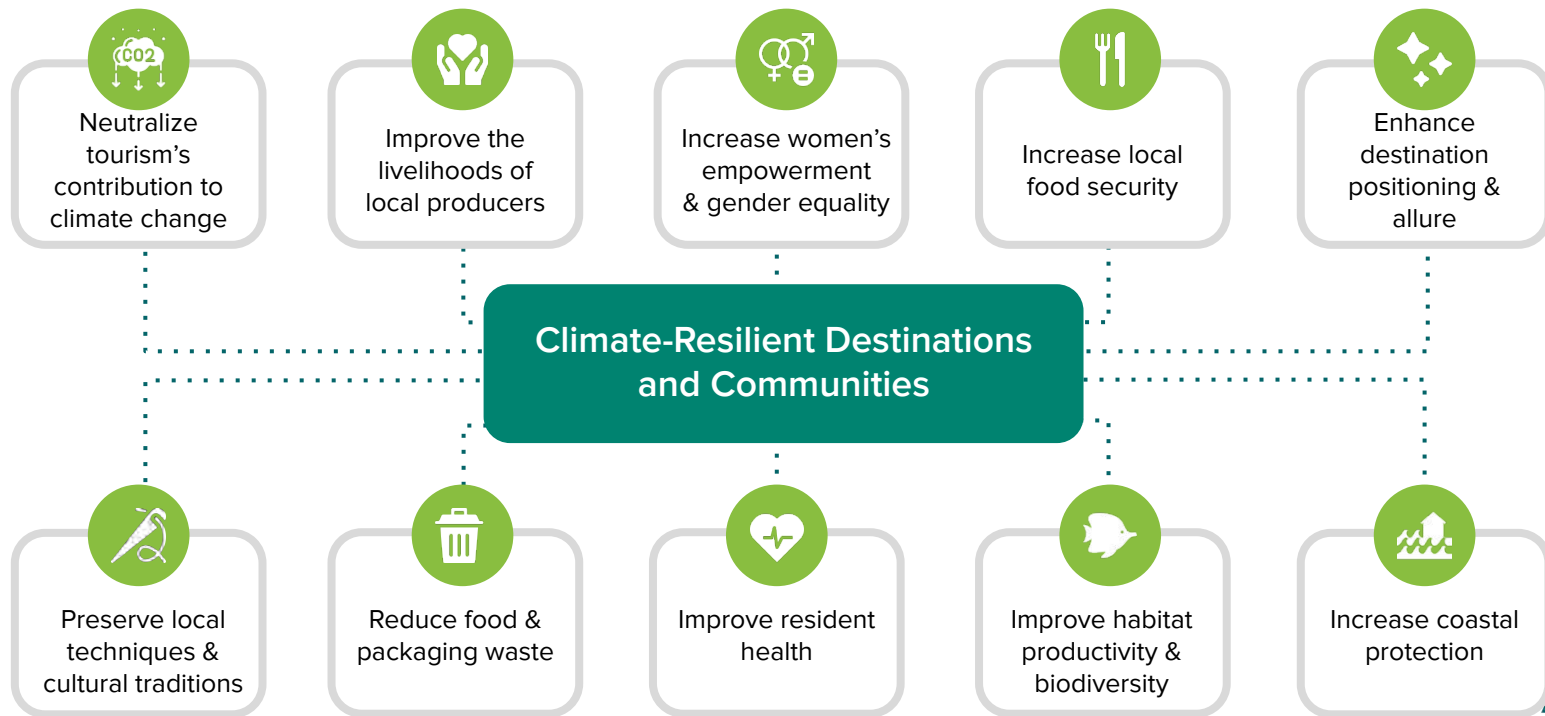 CO2
Neutralize
tourism's
contribution to
climate change
Improve the
livelihoods of
local producers
Increase women's
empowerment
& gender equality
Increase local
food security
Enhance
destination
positioning &
allure
Climate-Resilient Destinations
and Communities
Preserve local
techniques &
cultural traditions
Reduce food &
packaging waste
Improve resident
health
Improve habitat
productivity &
biodiversity
Increase coastal
protection